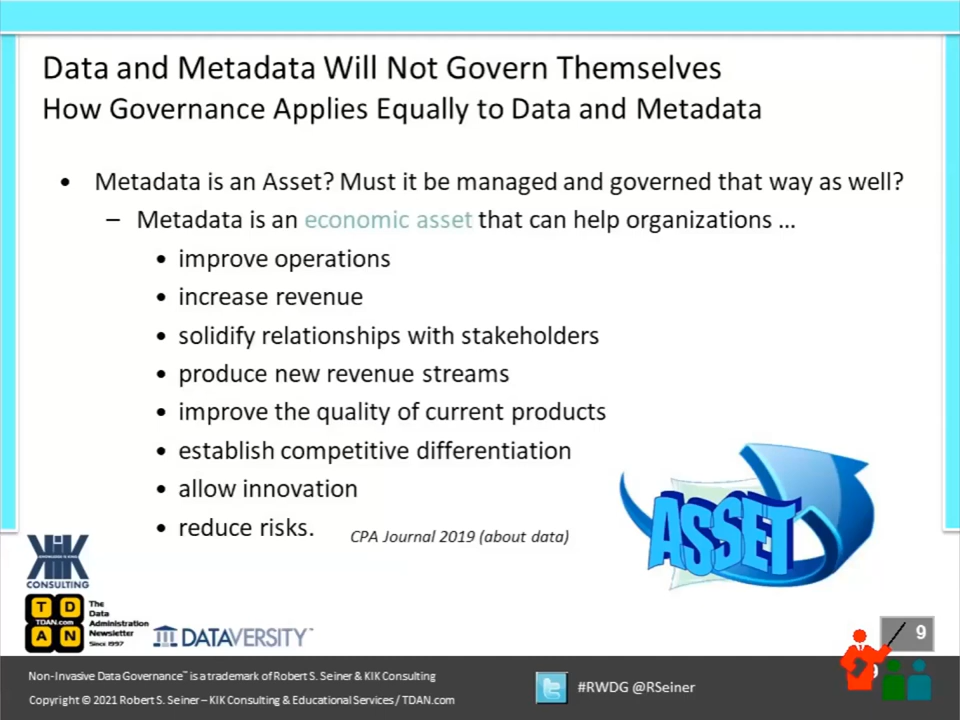 Data and Metadata Will Not Govern Themselves
How Governance Applies Equally to Data and Metadata
• Metadata is an Asset? Must it be managed and governed that way as well?
– Metadata is an economic asset that can help organizations …
• improve operations
• increase revenue
• solidify relationships with stakeholders
• produce new revenue streams
• improve the quality of current products
• establish competitive differentiation
• allow innovation
• reduce risks.
CPA Journal 2019 (about data)
ASSET
KIK
CONSULTING
T D
TDAN.com
A N
The
Data
Administration
Newsletter
Since 1997
DATAVERSITY™
9
9
Non-Invasive Data Governance™ is a trademark of Robert S. Seiner & KIK Consulting
Copyright © 2021 Robert S. Seiner – KIK Consulting & Educational Services / TDAN.com
#RWDG @RSeiner